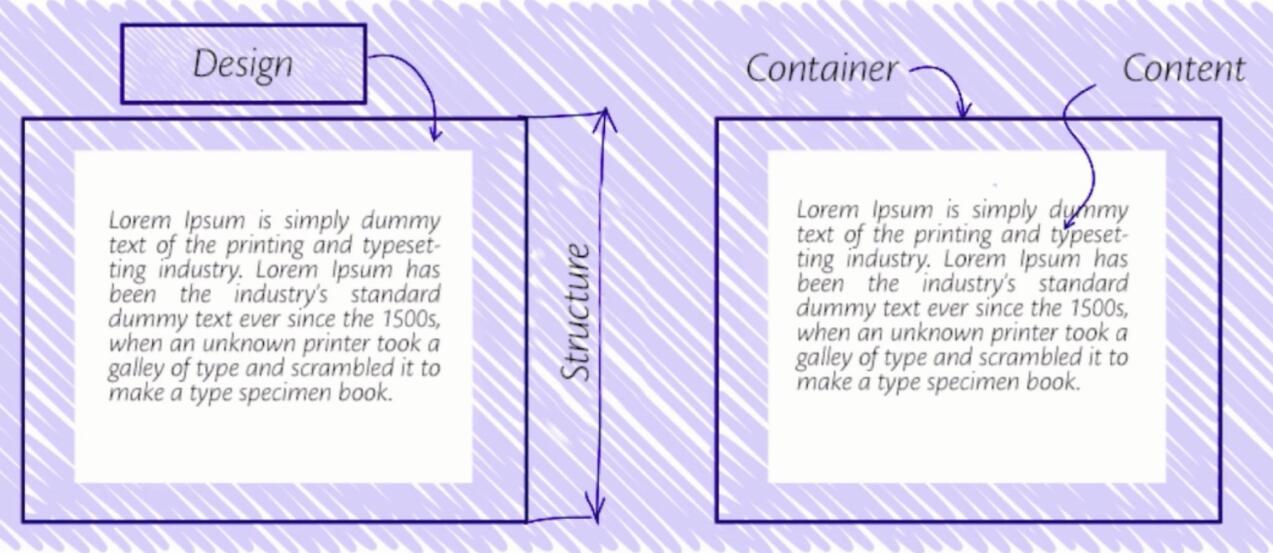 Design
Lorem Ipsum is simply dummy
text of the printing and typeset-
ting industry. Lorem Ipsum has
been the industry's standard
dummy text ever since the 1500s,
when an unknown printer took a
galley of type and scrambled it to
make a type specimen book.
Structure
Container
Content
Lorem Ipsum is simply dummy
text of the printing and typeset-
ting industry. Lorem Ipsum has
been the industry's standard
dummy text ever since the 1500s,
when an unknown printer took a
galley of type and scrambled it to
make a type specimen book.